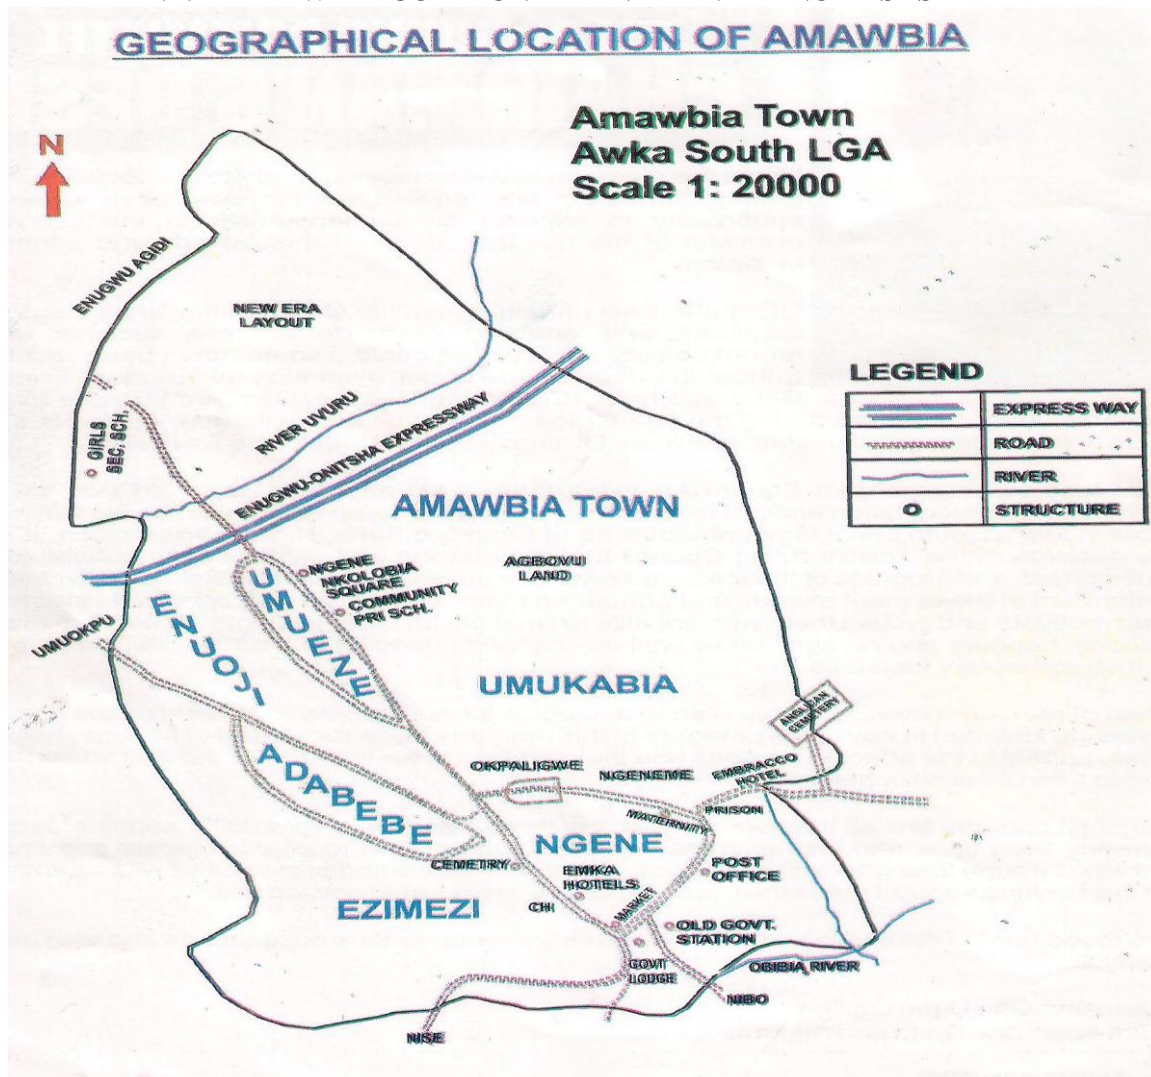 GEOGRAPHICAL LOCATION OF AMAWBIA
Amawbia Town
Awka South LGA
Scale 1: 20000
N
ENUGWU AGIDI
NEW ERA
LAYOUT
RIVER UVURU
GIRLS
SEC. SCH.
ENUGWU-ONITSHA EXPRESSWAY
LEGEND
EXPRESS WAY
ROAD
RIVER
STRUCTURE
AMAWBIA TOWN
AGBOVU
LAND
NGENE
NKOLOBIA
SQUARE
COMMUNITY
PRI SCH.
UMUEZE
ENUOJI
UMUOKPU
UMUKABIA
ANGLICAN
CEMETERY
ADABEBE
OKPALIGWE
NGENEME
EMBRACCO
HOTEL
PRISON
MATERNITY
NGENE
CEMETRY
EMKA
HOTELS
POST
OFFICE
EZIMEZI
CHI
MARKET
OLD GOVT.
STATION
GOVT
LODGE
OBIBIA RIVER
NIBO
NISE